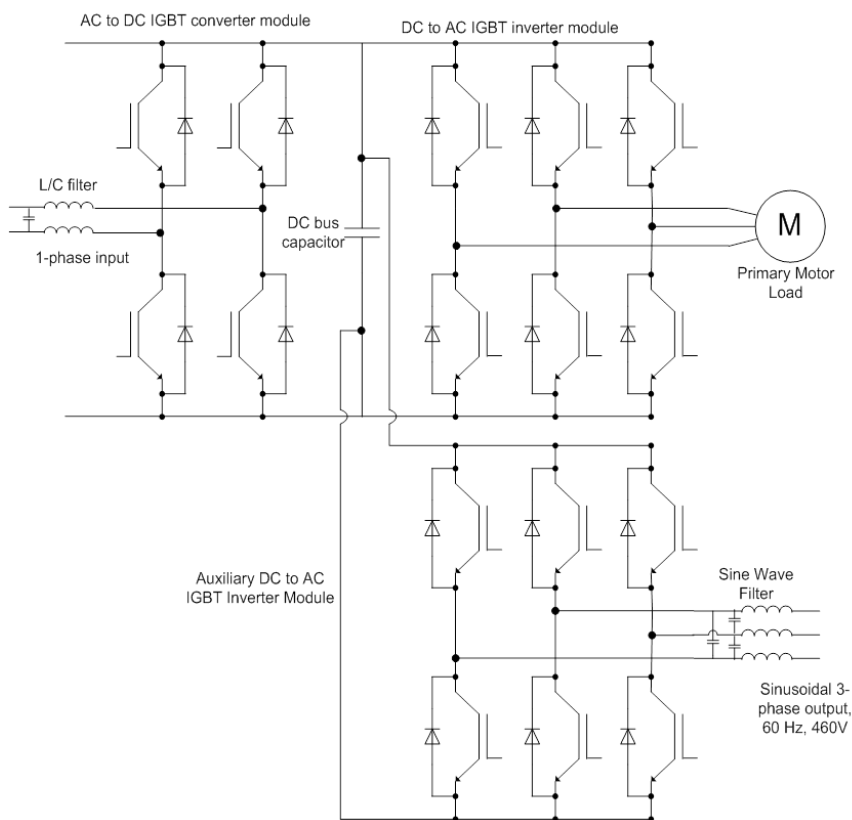 AC to DC IGBT converter module
DC to AC IGBT inverter module
L/C filter
1-phase input
DC bus
capacitor
M
Primary Motor
Load
Auxiliary DC to AC
IGBT Inverter Module
Sine Wave
Filter
Sinusoidal 3-
phase output,
60 Hz, 460V